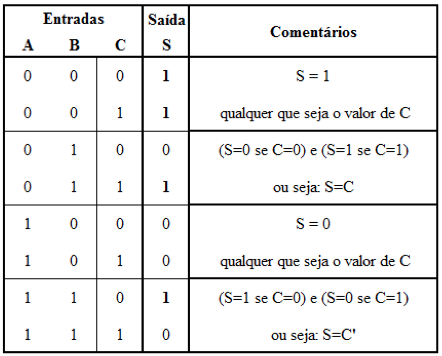 Entradas Saída Comentários
A B C S
0 0 0 1 S = 1
0 0 1 1 qualquer que seja o valor de C
0 1 0 0 (S=0 se C=0) e (S=1 se C=1)
0 1 1 1 ou seja: S=C
1 0 0 0 S = 0
1 0 1 0 qualquer que seja o valor de C
1 1 0 1 (S=1 se C=0) e (S=0 se C=1)
1 1 1 0 ou seja: S=C'